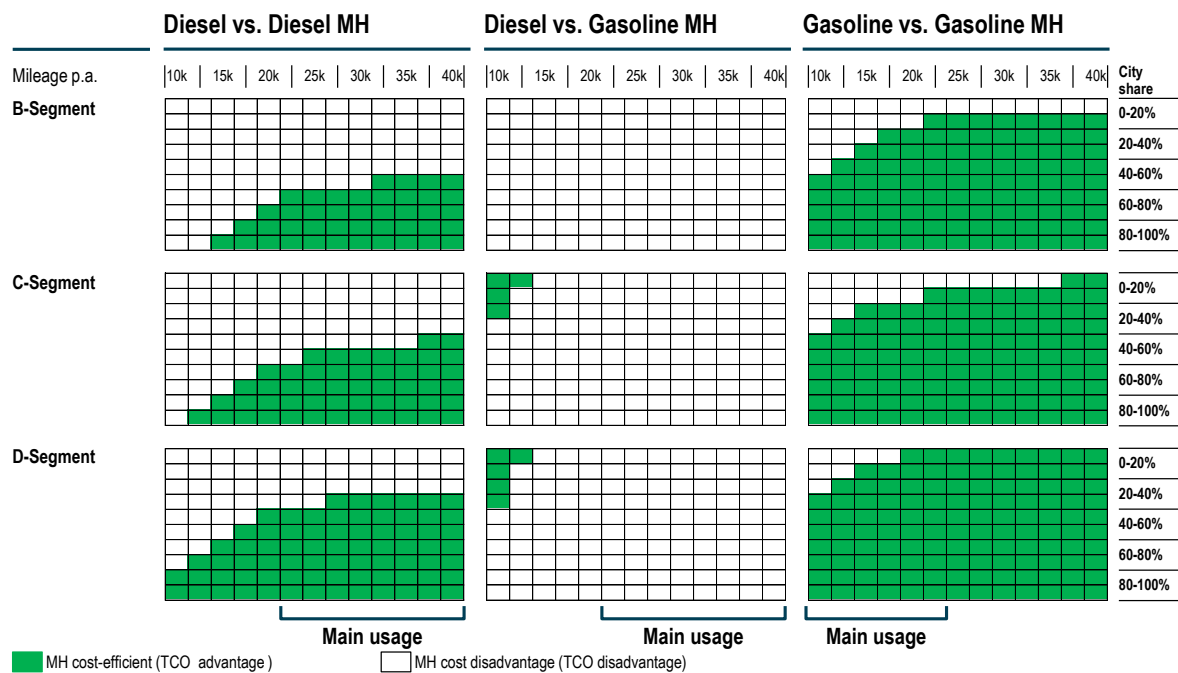 Diesel vs. Diesel MH Diesel vs. Gasoline MH Gasoline vs. Gasoline MH
Mileage p.a. 10k 15k 20k 25k 30k 35k 40k 10k 15k 20k 25k 30k 35k 40k 10k 15k 20k 25k 30k 35k 40k City share
B-Segment
0-20%
20-40%
40-60%
60-80%
80-100%
C-Segment
0-20%
20-40%
40-60%
60-80%
80-100%
D-Segment
0-20%
20-40%
40-60%
60-80%
80-100%
Main usage Main usage Main usage
MH cost-efficient (TCO advantage ) MH cost disadvantage (TCO disadvantage)